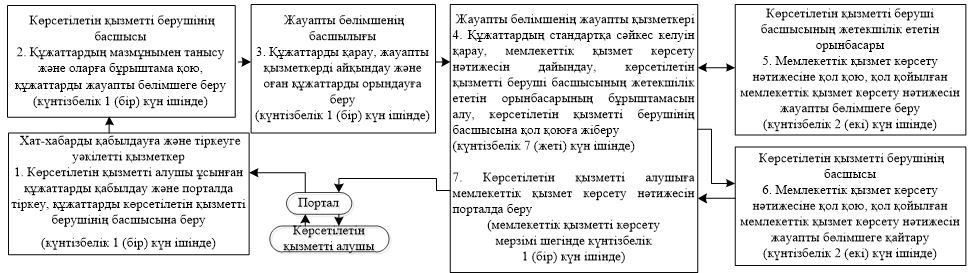 Көрсетілетін қызметті берушінің
басшысы
2. Құжаттардың мазмұнымен танысу
және оларға бұрыштама қою,
құжаттарды жауапты бөлімшеге беру
(күнтізбелік 1 (бір) күн ішінде)
Хат-хабарды қабылдауға және тіркеуге
уәкілетті қызметкер
1. Көрсетілетін қызметті алушы ұсынған
құжаттарды қабылдау және порталда
тіркеу, құжаттарды көрсетілетін қызметті
берушінің басшысына беру
(күнтізбелік 1 (бір) күн ішінде)
Жауапты бөлімшенің
басшылығы
3. Құжаттарды қарау, жауапты
қызметкерді айқындау және
оған құжаттарды орындауға
беру
(күнтізбелік 1 (бір) күн ішінде)
Портал
Көрсетілетін
қызметті алушы
Жауапты бөлімшенің жауапты қызметкері
4. Құжаттардың стандартқа сәйкес келуін
қарау, мемлекеттік қызмет көрсету
нәтижесін дайындау, көрсетілетін
қызметті беруші басшысының жетекшілік
ететін орынбасарының бұрыштамасын
алу, көрсетілетін қызметті берушінің
басшысына қол қоюға жіберу
(күнтізбелік 7 (жеті) күн ішінде)
7. Көрсетілетін қызметті алушыға
мемлекеттік қызмет көрсету нәтижесін
порталда беру
(мемлекеттік қызметті көрсету
мерзімі шегінде күнтізбелік
1 (бір) күн ішінде)
Көрсетілетін қызметті беруші
басшысының жетекшілік ететін
орынбасары
5. Мемлекеттік қызмет көрсету
нәтижесіне қол қою, қол қойылған
мемлекеттік қызмет көрсету нәтижесін
жауапты бөлімшеге беру
(күнтізбелік 2 (екі) күн ішінде)
Көрсетілетін қызметті берушінің
басшысы
6. Мемлекеттік қызмет көрсету
нәтижесіне қол қою, қол қойылған
мемлекеттік қызмет көрсету нәтижесін
жауапты бөлімшеге қайтару
(күнтізбелік 2 (екі) күн ішінде)